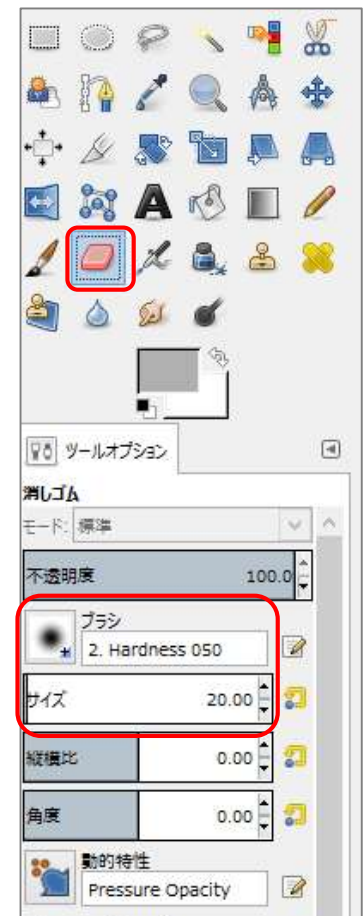 ツールオプション
消しゴム
モード: 標準
不透明度 100.0
ブラシ
2. Hardness 050
サイズ 20.00
縦横比 0.00
角度 0.00
動的特性
Pressure Opacity